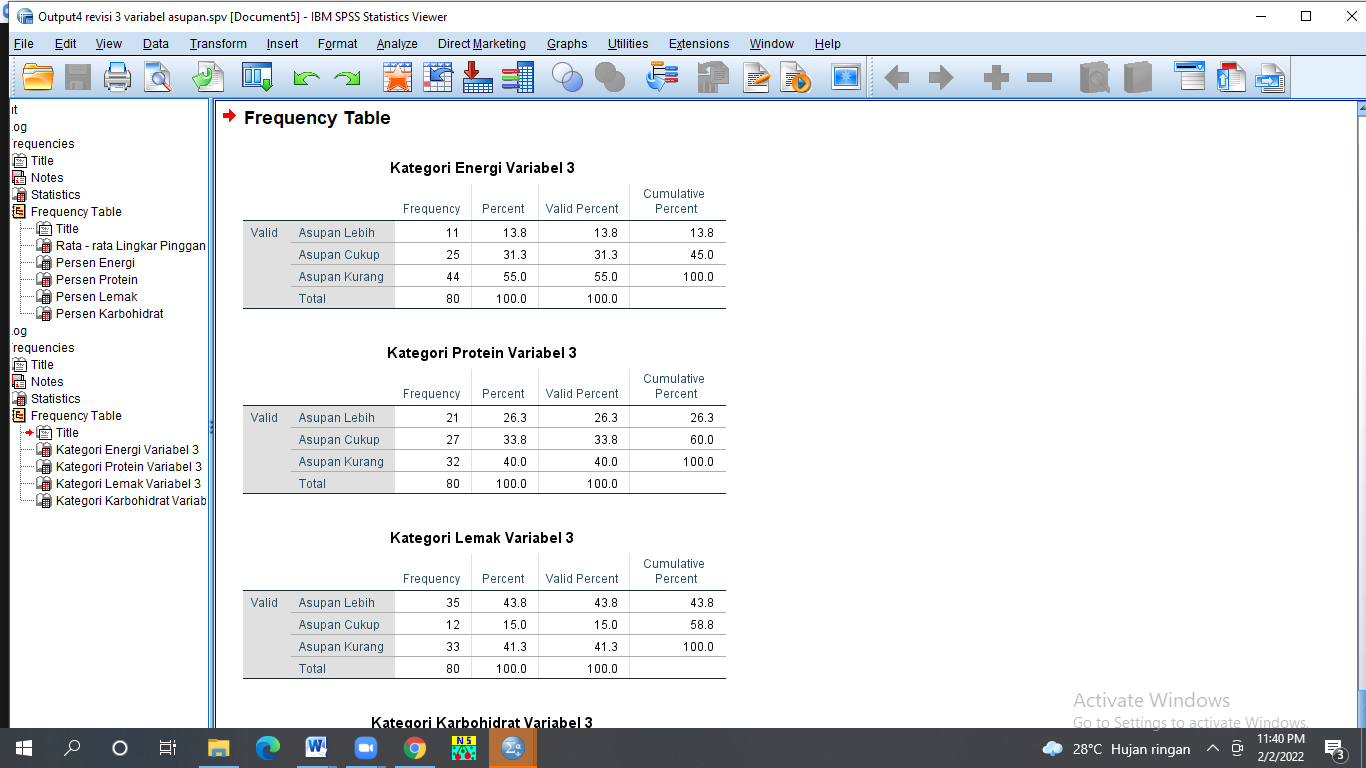 Output4 revisi 3 variabel asupan.spv [Document5] - IBM SPSS Statistics Viewer
File Edit View Data Transform Insert Format Analyze Direct Marketing Graphs Utilities Extensions Window Help
it
.og
requencies
Title
Notes
Statistics
Frequency Table
Title
Rata - rata Lingkar Pinggan
Persen Energi
Persen Protein
Persen Lemak
Persen Karbohidrat
.og
requencies
Title
Notes
Statistics
Frequency Table
Title
Kategori Energi Variabel 3
Kategori Protein Variabel 3
Kategori Lemak Variabel 3
Kategori Karbohidrat Variab
Frequency Table
Kategori Energi Variabel 3
Frequency Percent Valid Percent Cumulative Percent
Valid Asupan Lebih 11 13.8 13.8 13.8
Asupan Cukup 25 31.3 31.3 45.0
Asupan Kurang 44 55.0 55.0 100.0
Total 80 100.0 100.0
Kategori Protein Variabel 3
Frequency Percent Valid Percent Cumulative Percent
Valid Asupan Lebih 21 26.3 26.3 26.3
Asupan Cukup 27 33.8 33.8 60.0
Asupan Kurang 32 40.0 40.0 100.0
Total 80 100.0 100.0
Kategori Lemak Variabel 3
Frequency Percent Valid Percent Cumulative Percent
Valid Asupan Lebih 35 43.8 43.8 43.8
Asupan Cukup 12 15.0 15.0 58.8
Asupan Kurang 33 41.3 41.3 100.0
Total 80 100.0 100.0
Kategori Karbohidrat Variabel 3
Activate Windows
Go to Settings to activate Windows.
N5
28°C Hujan ringan
11:40 PM
2/2/2022
3